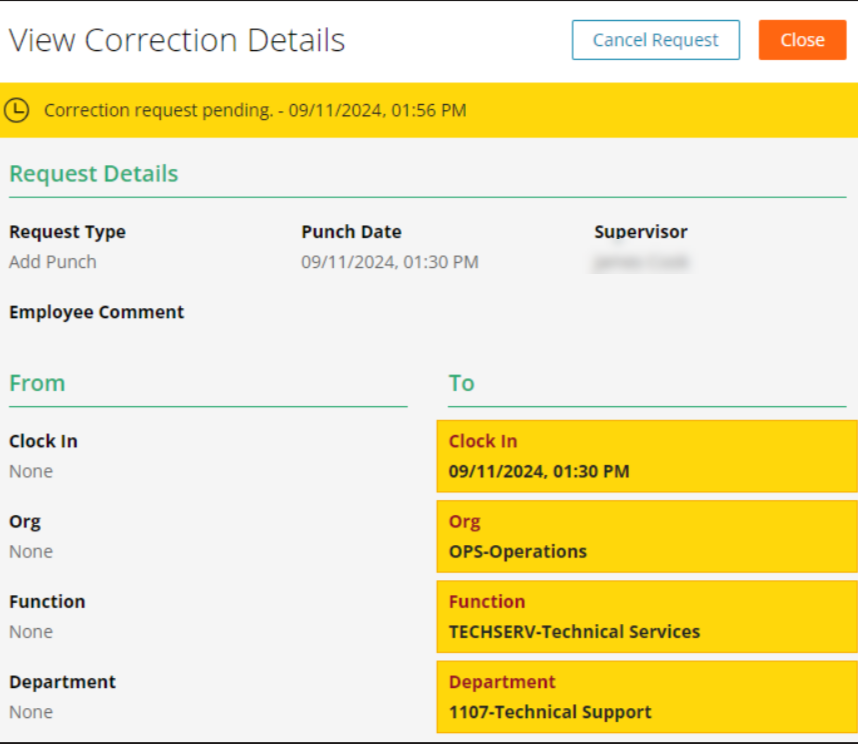 View Correction Details
Cancel Request
Close
Correction request pending. - 09/11/2024, 01:56 PM
Request Details
Request Type
Add Punch
Punch Date
09/11/2024, 01:30 PM
Supervisor
Employee Comment
From
Clock In
None
Org
None
Function
None
Department
None
To
Clock In
09/11/2024, 01:30 PM
Org
OPS-Operations
Function
TECHSERV-Technical Services
Department
1107-Technical Support